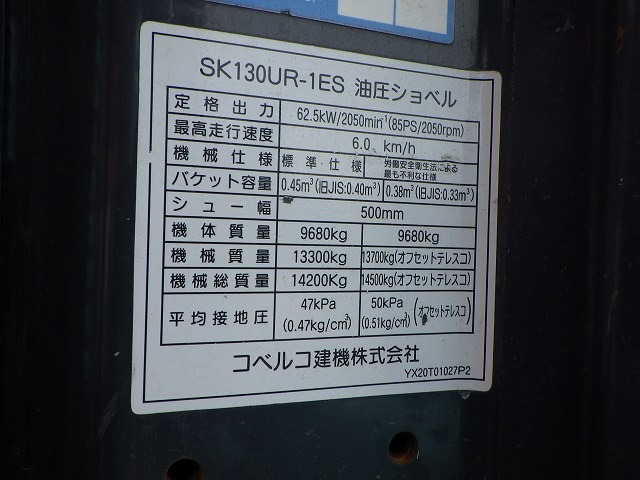 SK130UR-1ES 油圧ショベル
定格出力 62.5kW/2050min⁻¹(85PS/2050rpm)
最高走行速度 6.0 km/h
機械仕様 標準・仕様 労働安全衛生法による
最も不利な仕様
バケット容量 0.45m³(旧JIS:0.40m³) 0.38m³(旧JIS:0.33m³)
シュー幅 500mm
機体質量 9680kg 9680kg
機械質量 13300kg 13700kg(オフセットテレスコ)
機械総質量 14200kg 14500kg(オフセットテレスコ)
平均接地圧 47kPa 50kPa (オフセットテレスコ)
(0.47kg/cm²) (0.51kg/cm²)
コベルコ建機株式会社
YX20T01027P2